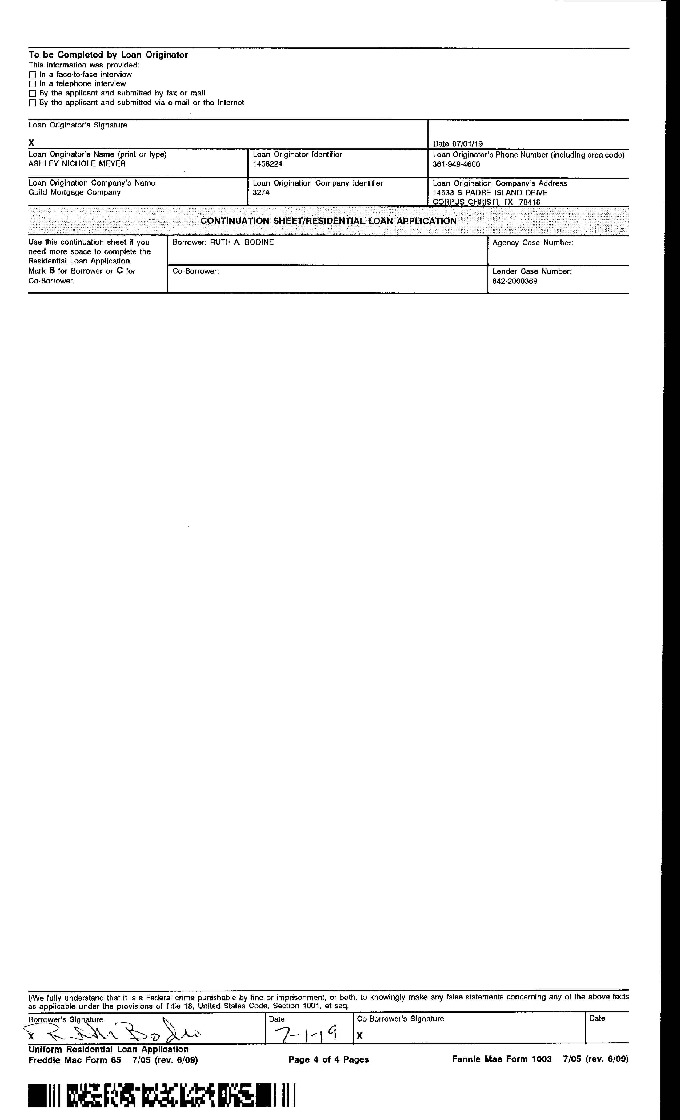 To be Completed by Loan Originator
This information was provided:
In a face-to-face interview
In a telephone interview
By the applicant and submitted by fax or mail
By the applicant and submitted via e-mail or the Internet
Loan Originator's Signature
X
Date 07/01/19
Loan Originator's Name (print or type)
ASHLEY NICHOLE MEYER
Loan Originator Identifier
1458224
Loan Originator's Phone Number (including area code)
361-949-4600
Loan Origination Company's Name
Guild Mortgage Company
Loan Origination Company Identifier
3274
Loan Origination Company's Address
14633 S PADRE ISLAND DRIVE
CORPUS CHRISTI, TX 78418
CONTINUATION SHEET/RESIDENTIAL LOAN APPLICATION
Use this continuation sheet if you
need more space to complete the
Residential Loan Application.
Mark B for Borrower or C for
Co-Borrower.
Borrower: RUTH A. BODINE
Agency Case Number:
Co-Borrower:
Lender Case Number:
642-2000369
I/We fully understand that it is a Federal crime punishable by fine or imprisonment, or both, to knowingly make any false statements concerning any of the above facts
as applicable under the provisions of Title 18, United States Code, Section 1001, et seq.
Borrower's Signature
X
Date
7-1-19
Co-Borrower's Signature
X
Date
Uniform Residential Loan Application
Freddie Mac Form 65 7/05 (rev. 6/09)
Page 4 of 4 Pages
Fannie Mae Form 1003 7/05 (rev. 6/09)